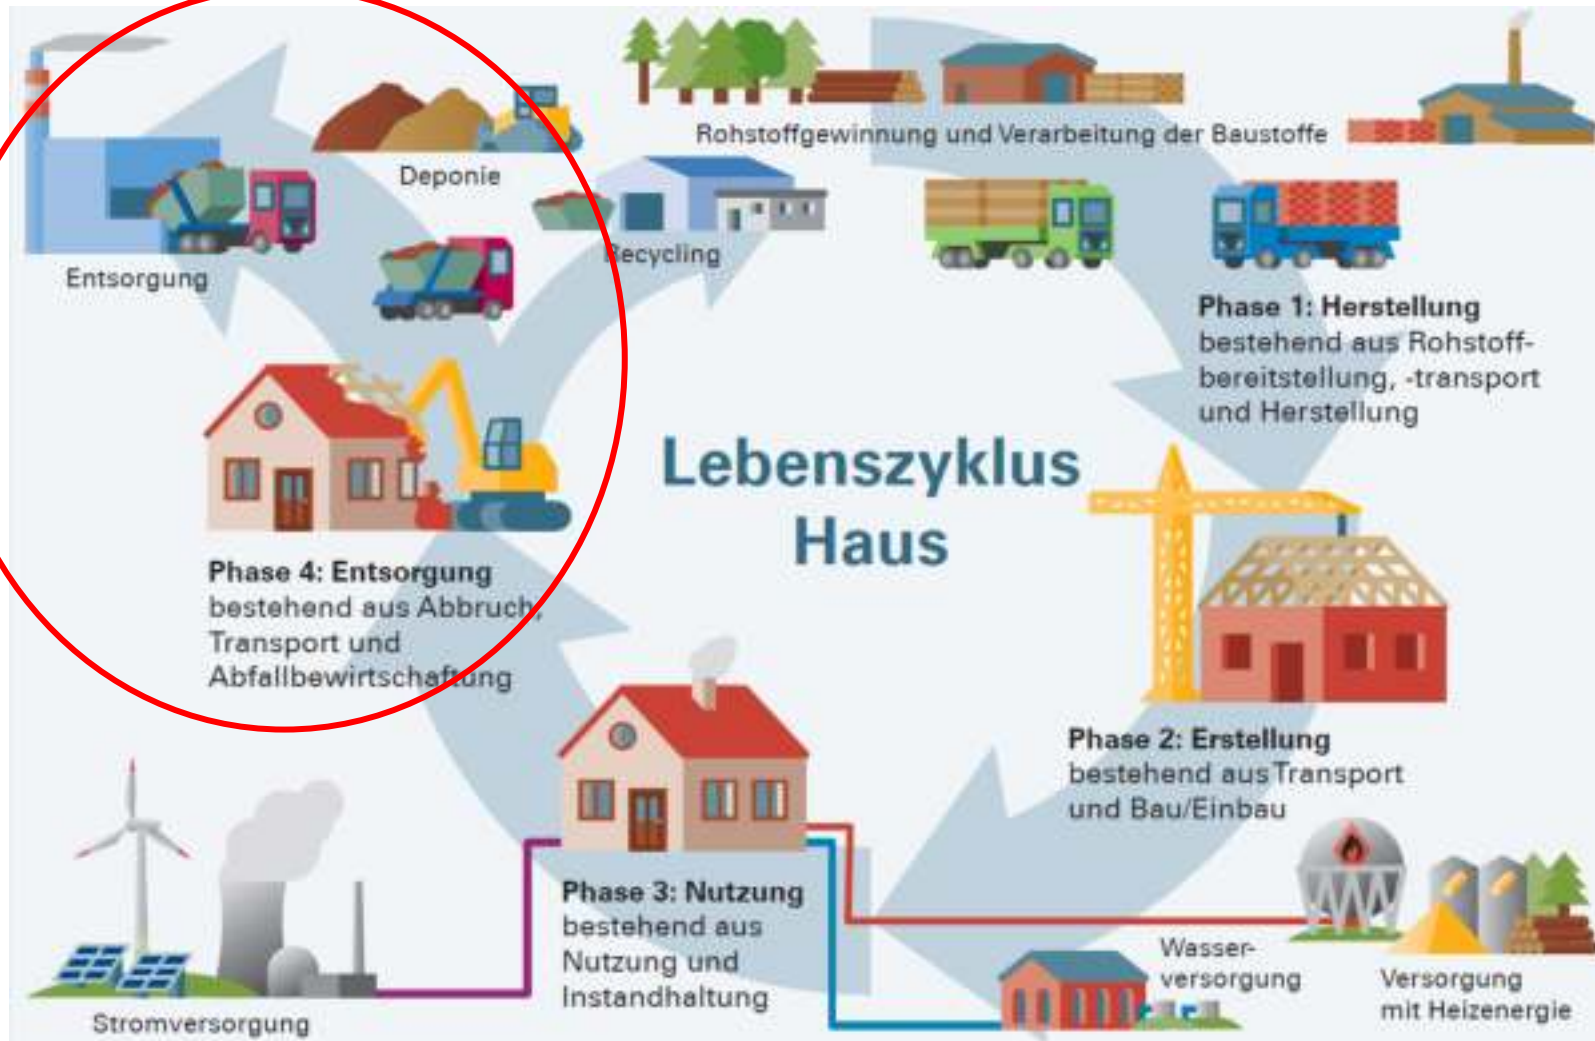 Rohstoffgewinnung und Verarbeitung der Baustoffe
Deponie
Recycling
Entsorgung
Phase 1: Herstellung
bestehend aus Rohstoff-
bereitstellung, -transport
und Herstellung
Lebenszyklus
Haus
Phase 4: Entsorgung
bestehend aus Abbruch,
Transport und
Abfallbewirtschaftung
Phase 2: Erstellung
bestehend aus Transport
und Bau/Einbau
Phase 3: Nutzung
bestehend aus
Nutzung und
Instandhaltung
Wasser-
versorgung
Versorgung
mit Heizenergie
Stromversorgung